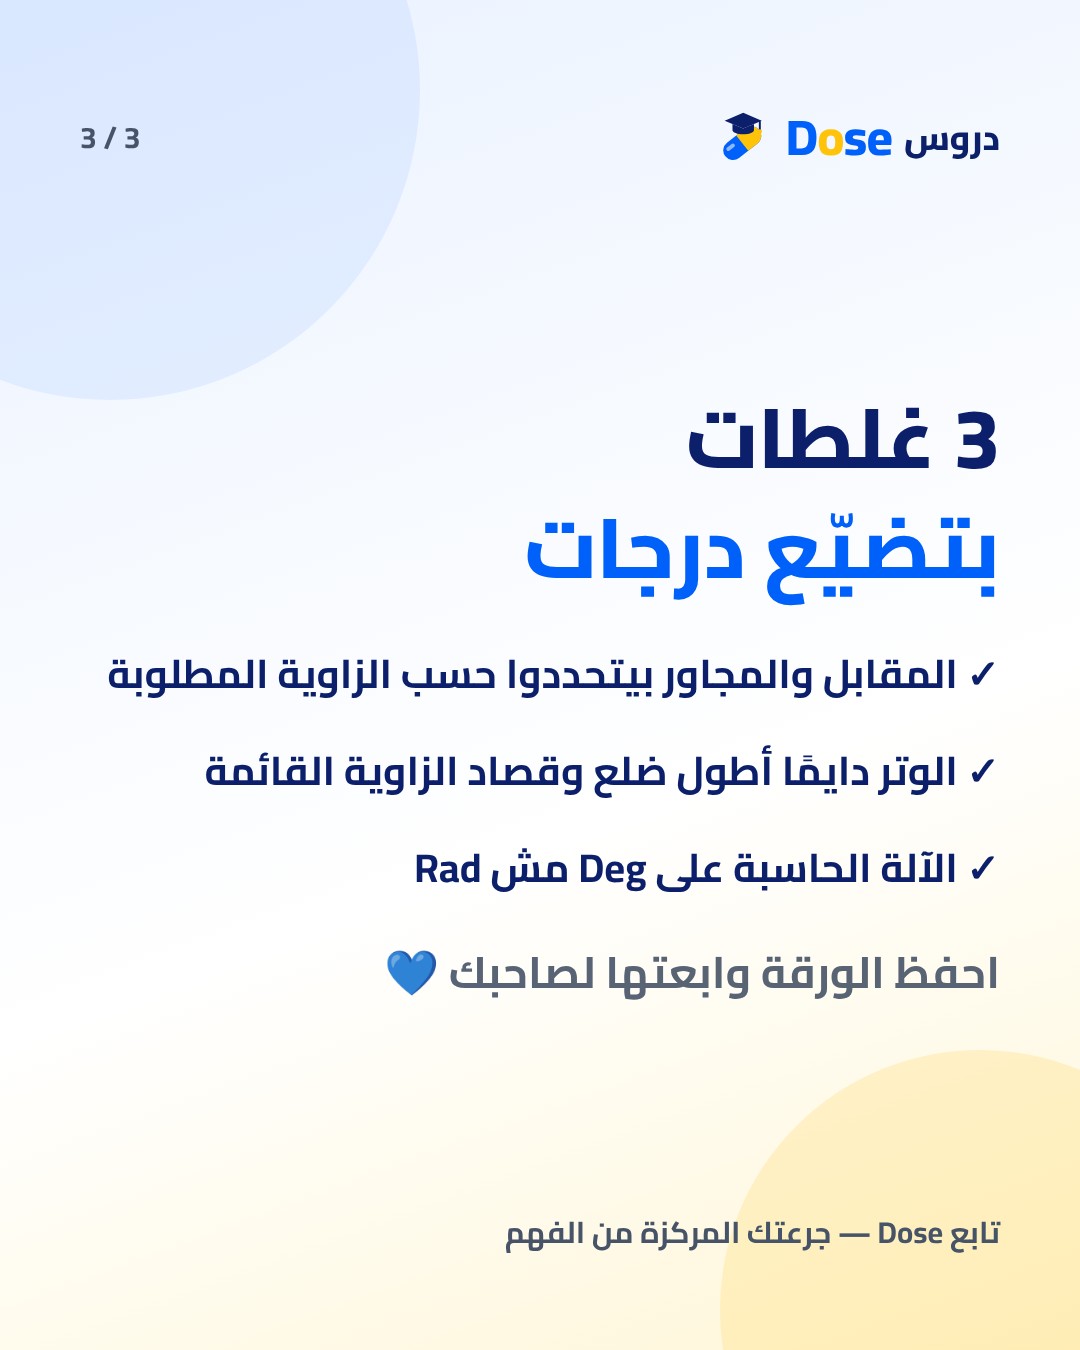 دروس Dose
3 / 3
3 غلطات
بتضيّع درجات
✓ المقابل والمجاور بيتحددوا حسب الزاوية المطلوبة
✓ الوتر دايمًا أطول ضلع وقصاد الزاوية القائمة
✓ الآلة الحاسبة على Deg مش Rad
احفظ الورقة وابعتها لصاحبك 💙
تابع Dose — جرعتك المركزة من الفهم